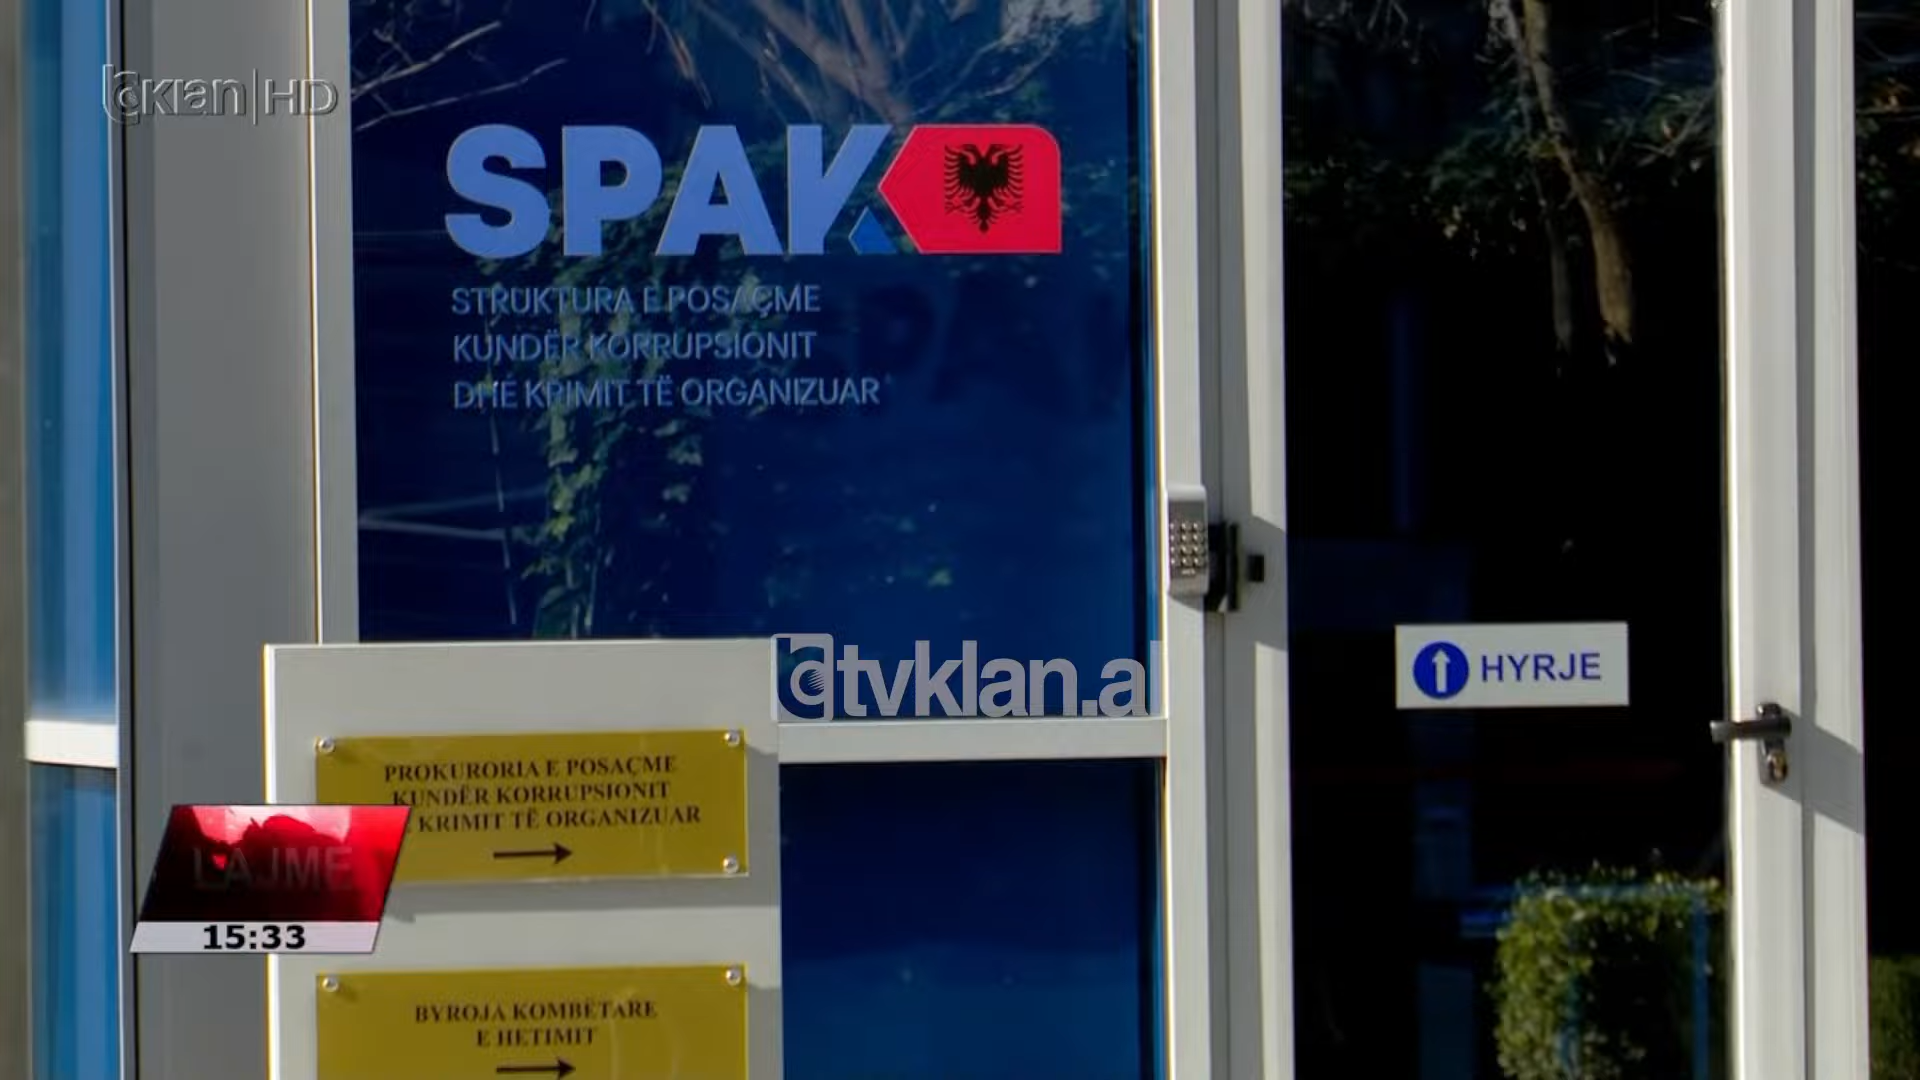 klan HD
SPAK
STRUKTURA E POSAÇME
KUNDËR KORRUPSIONIT
DHE KRIMIT TË ORGANIZUAR
tvklan.al
HYRJE
PROKURORIA E POSAÇME
KUNDËR KORRUPSIONIT
KRIMIT TË ORGANIZUAR
LAJME
15:33
BYROJA KOMBËTARE
E HETIMIT